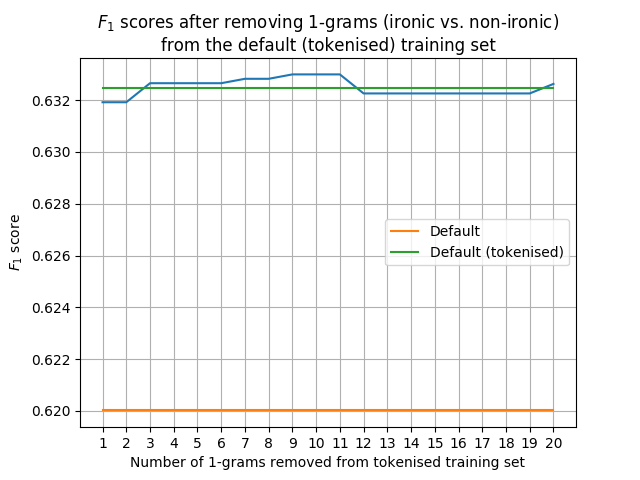 F1 scores after removing 1-grams (ironic vs. non-ironic)
from the default (tokenised) training set
F1 score
0.632
0.630
0.628
0.626
0.624
0.622
0.620
Default
Default (tokenised)
1 2 3 4 5 6 7 8 9 10 11 12 13 14 15 16 17 18 19 20
Number of 1-grams removed from tokenised training set